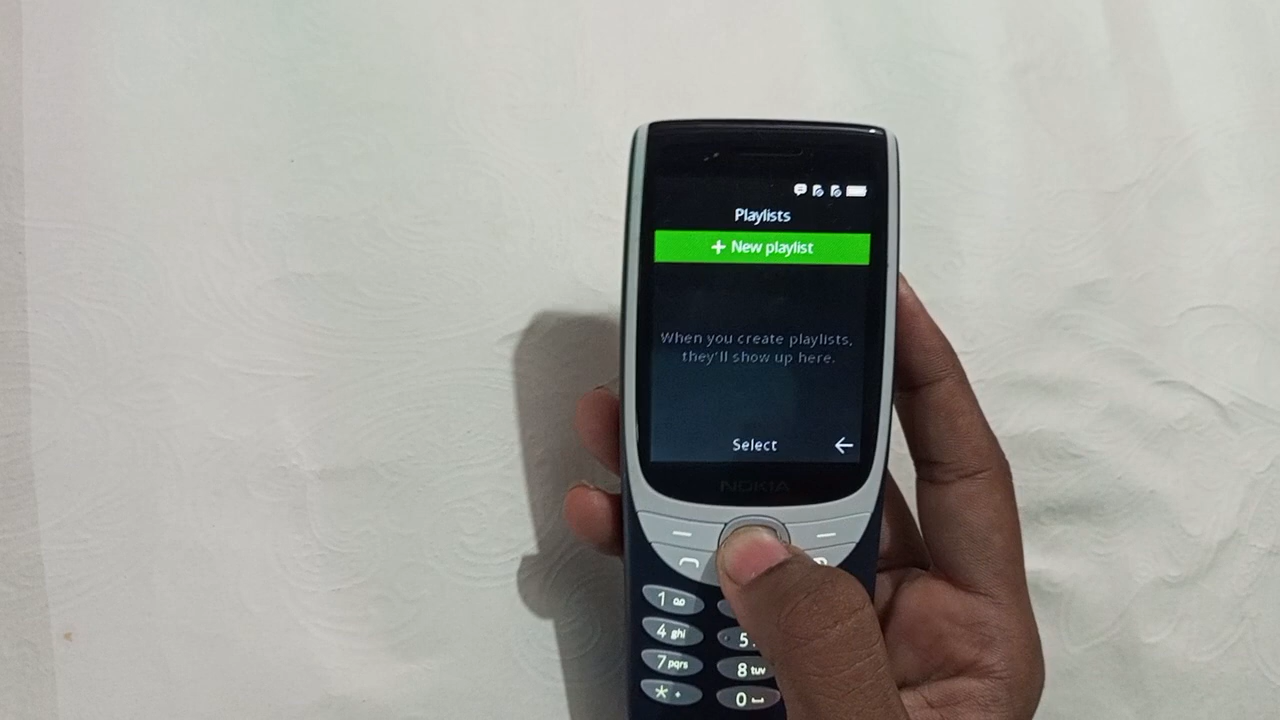 Playlists
+ New playlist
When you create playlists,
they'll show up here.
Select
NOKIA
1
4 ghi
5
7 pqrs
8 tuv
* +
0